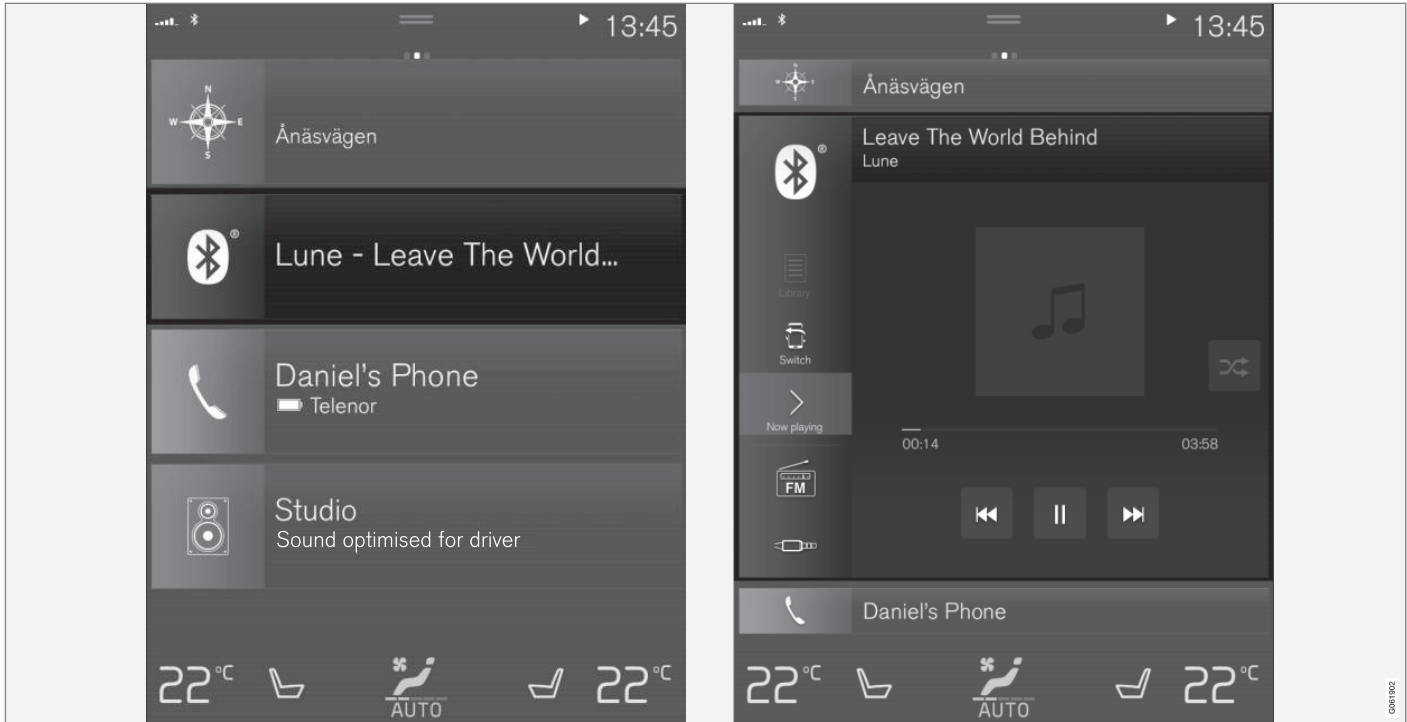 13:45
N
W E
S
Ånäsvägen
®
Lune - Leave The World...
Daniel's Phone
Telenor
Studio
Sound optimised for driver
22°C
AUTO
22°C
13:45
N
W E
S
Ånäsvägen
®
Leave The World Behind
Lune
Library
Switch
Now playing
00:14
03:58
FM
Daniel's Phone
22°C
AUTO
22°C
G061902